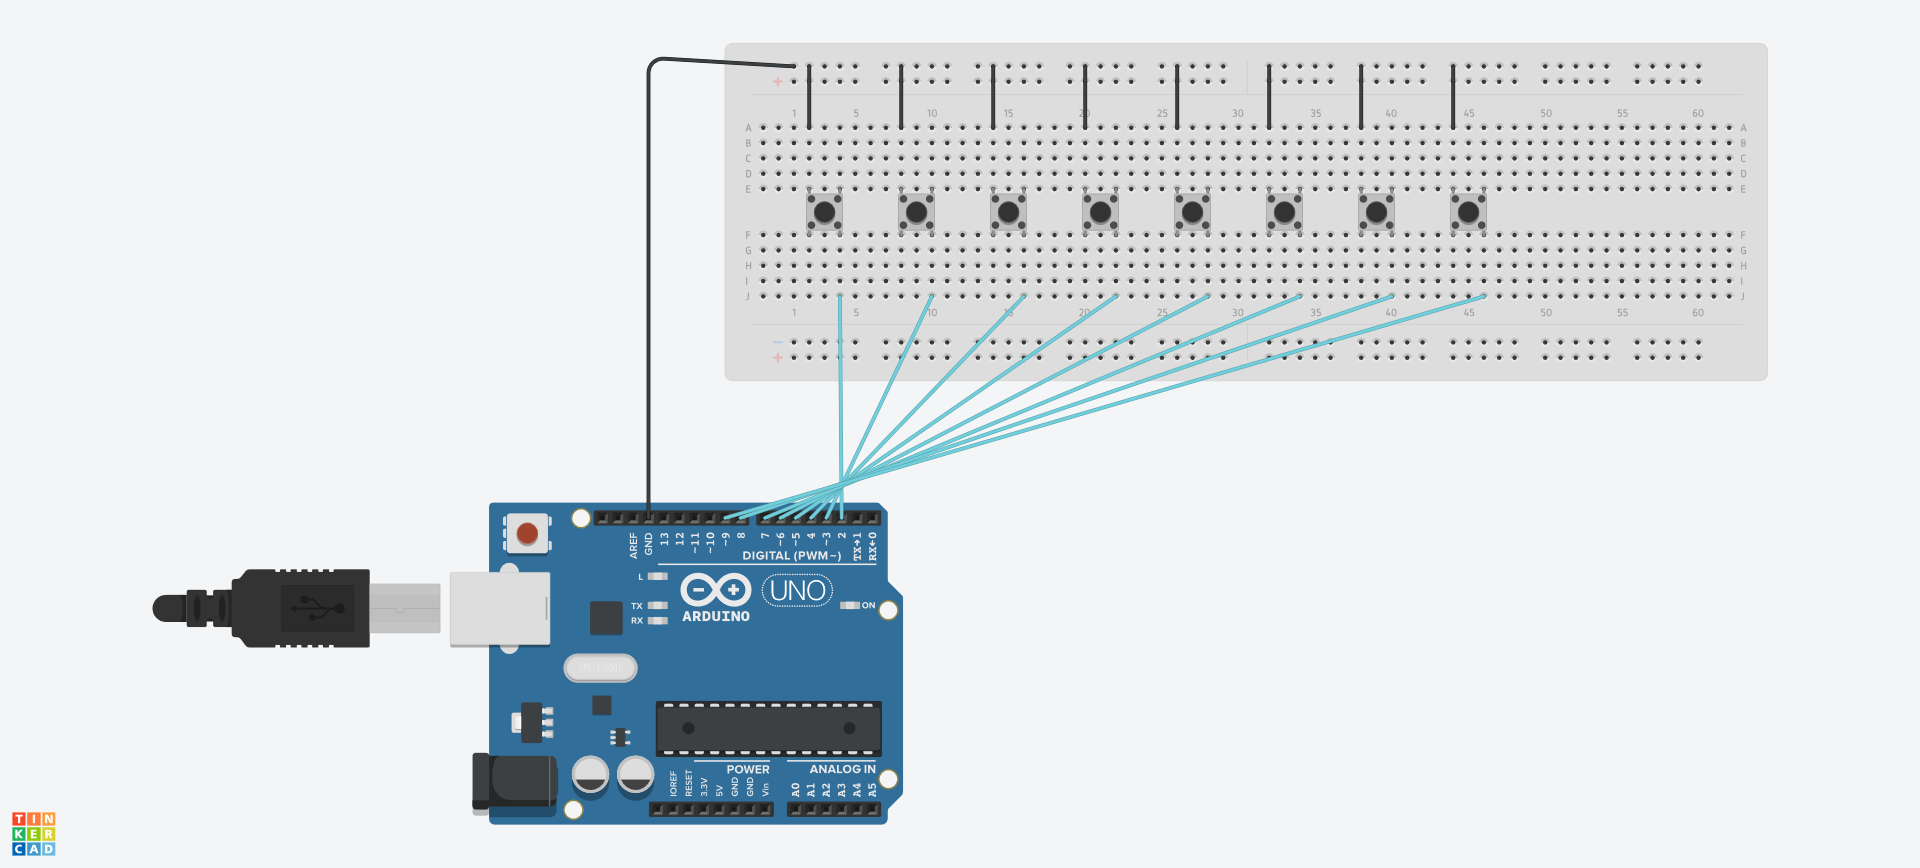 +
1 5 10 15 20 25 30 35 40 45 50 55 60
A A
B B
C C
D D
E E
F F
G G
H H
I I
J J
1 5 10 15 20 25 30 35 40 45 50 55 60
−
+
AREF GND 13 12 ~11 ~10 ~9 8 7 ~6 ~5 4 ~3 2 TX→1 RX←0
DIGITAL (PWM~)
L
TX
RX
ARDUINO
UNO
ON
POWER
ANALOG IN
IOREF RESET 3.3V 5V GND GND Vin A0 A1 A2 A3 A4 A5
TIN
KER
CAD